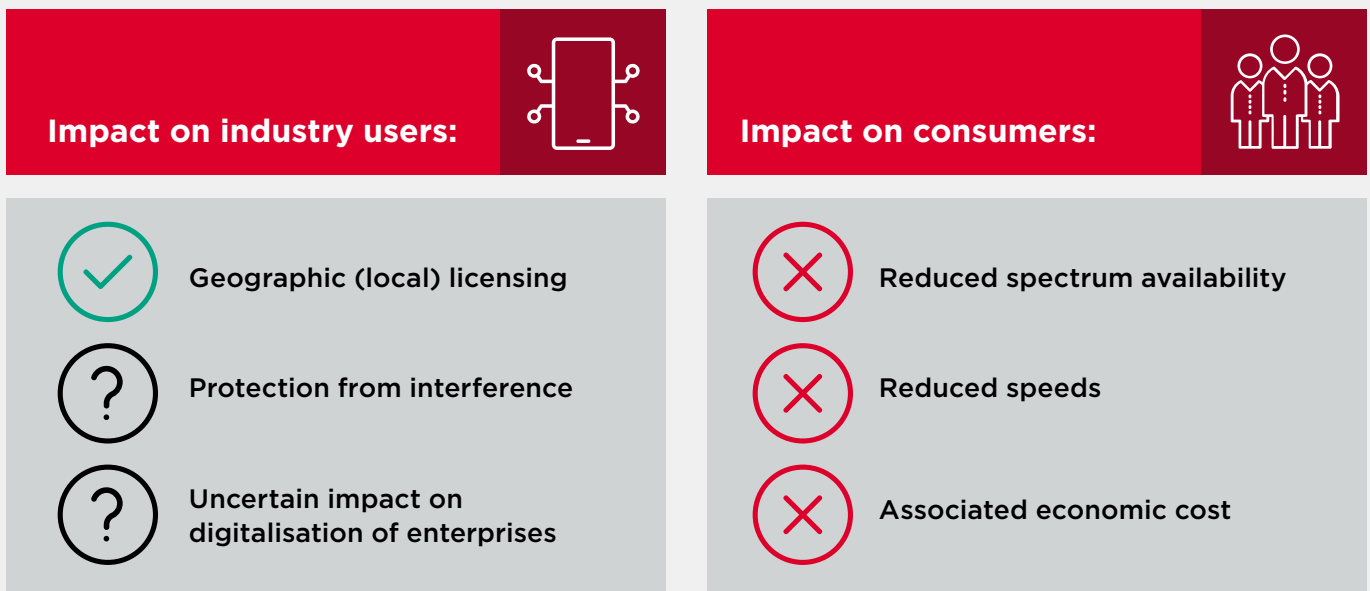 Impact on industry users:
Geographic (local) licensing
Protection from interference
Uncertain impact on
digitalisation of enterprises
Impact on consumers:
Reduced spectrum availability
Reduced speeds
Associated economic cost